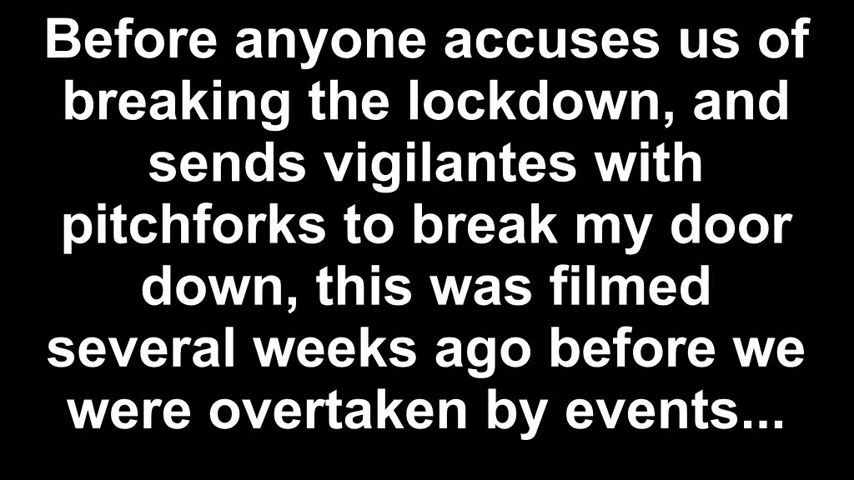 Before anyone accuses us of
breaking the lockdown, and
sends vigilantes with
pitchforks to break my door
down, this was filmed
several weeks ago before we
were overtaken by events...